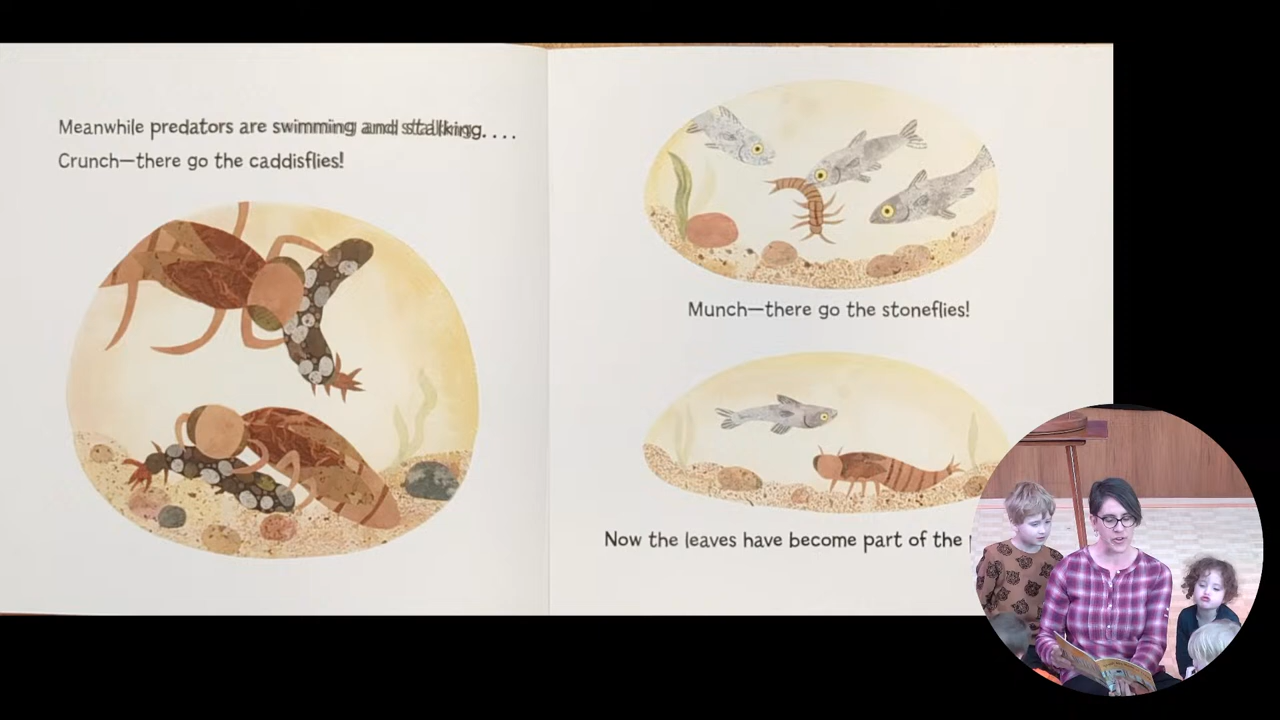 Meanwhile predators are swimming and stalking....
Crunch—there go the caddisflies!
Munch—there go the stoneflies!
Now the leaves have become part of the